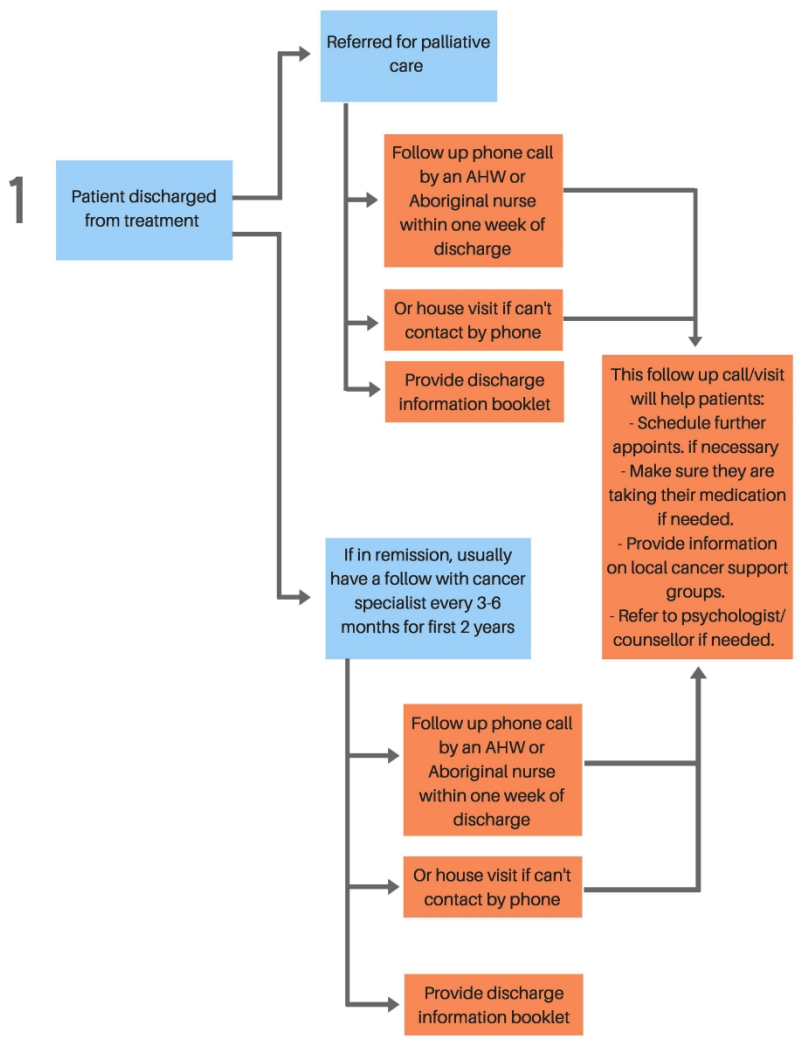 Referred for palliative
care
1
Patient discharged
from treatment
Follow up phone call
by an AHW or
Aboriginal nurse
within one week of
discharge
Or house visit if can't
contact by phone
Provide discharge
information booklet
This follow up call/visit
will help patients:
- Schedule further
appoints. if necessary
- Make sure they are
taking their medication
if needed.
- Provide information
on local cancer support
groups.
- Refer to psychologist/
counsellor if needed.
If in remission, usually
have a follow with cancer
specialist every 3-6
months for first 2 years
Follow up phone call
by an AHW or
Aboriginal nurse
within one week of
discharge
Or house visit if can't
contact by phone
Provide discharge
information booklet